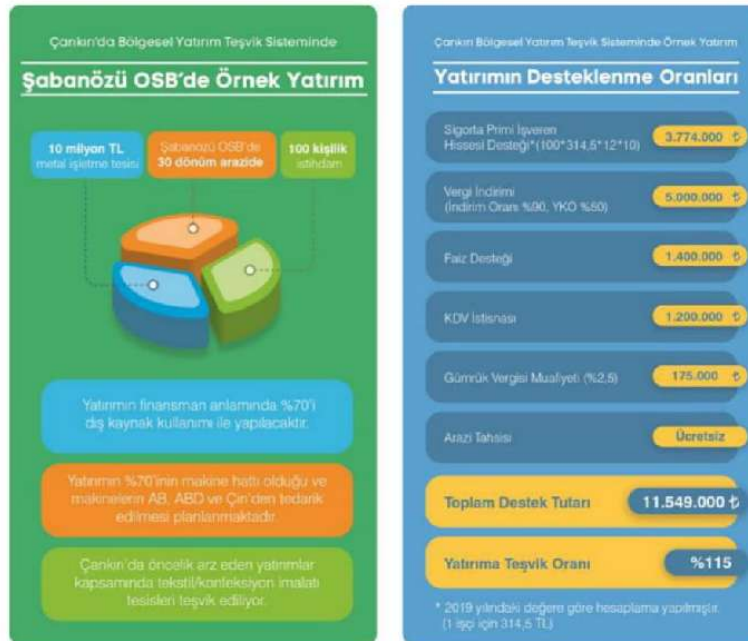 Çankırı'da Bölgesel Yatırım Teşvik Sisteminde
Şabanözü OSB'de Örnek Yatırım
10 milyon TL
metal işletme tesisi
Şabanözü OSB'de
30 dönüm arazide
100 kişilik
istihdam
Yatırımın finansman anlamında %70'i
dış kaynak kullanımı ile yapılacaktır.
Yatırımın %70'inin makine hattı olduğu ve
makinelerin AB, ABD ve Çin'den tedarik
edilmesi planlanmaktadır.
Çankırı'da öncelik arz eden yatırımlar
kapsamında tekstil/konfeksiyon imalatı
tesisleri teşvik ediliyor.
Çankırı Bölgesel Yatırım Teşvik Sisteminde Örnek Yatırım
Yatırımın Desteklenme Oranları
Sigorta Primi İşveren
Hissesi Desteği*(100*314,5*12*10)
3.774.000 ₺
Vergi İndirimi
(İndirim Oranı %90, YKO %50)
5.000.000 ₺
Faiz Desteği
1.400.000 ₺
KDV İstisnası
1.200.000 ₺
Gümrük Vergisi Muafiyeti (%2,5)
175.000 ₺
Arazi Tahsisi
Ücretsiz
Toplam Destek Tutarı
11.549.000 ₺
Yatırıma Teşvik Oranı
%115
* 2019 yılındaki değere göre hesaplama yapılmıştır.
(1 işçi için 314,5 TL)